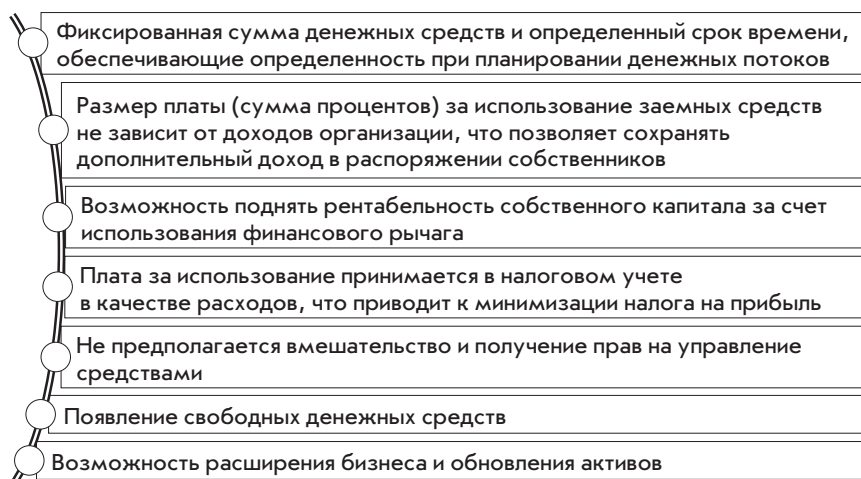 Фиксированная сумма денежных средств и определенный срок времени,
обеспечивающие определенность при планировании денежных потоков
Размер платы (сумма процентов) за использование заемных средств
не зависит от доходов организации, что позволяет сохранять
дополнительный доход в распоряжении собственников
Возможность поднять рентабельность собственного капитала за счет
использования финансового рычага
Плата за использование принимается в налоговом учете
в качестве расходов, что приводит к минимизации налога на прибыль
Не предполагается вмешательство и получение прав на управление
средствами
Появление свободных денежных средств
Возможность расширения бизнеса и обновления активов